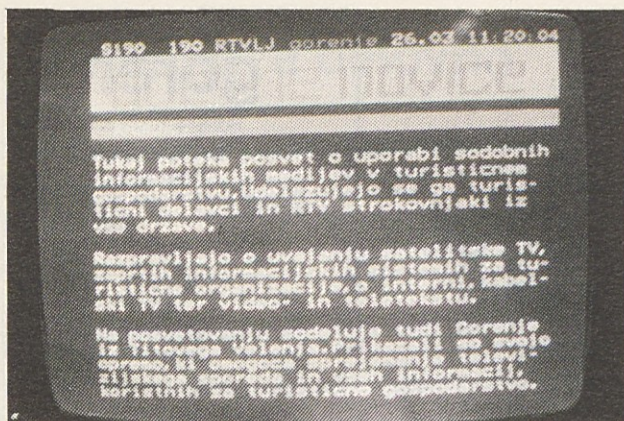 S190 190 RTVLJ gorenje 26.03 11:20:04
novice
Tukaj poteka posvet o uporabi sodobnih
informacijskih medijev v turisticnem
gospodarstvu. Udelezujejo se ga turis-
ticni delavci in RTV strokovnjaki iz
vse drzave.
Razpravljajo o uvajanju satelitske TV,
zaprtih informacijskih sistemih za tu-
risticne organizacije, o interni, kabel-
ski TV ter video- in teletekstu.
Na posvetovanju sodeluje tudi Gorenje
iz Titovega Velenja. Prikazali so svojo
opremo, ki omogoca sprejemanje televi-
zijskega sporeda in vseh informacij,
koristnih za turisticno gospodarstvo.